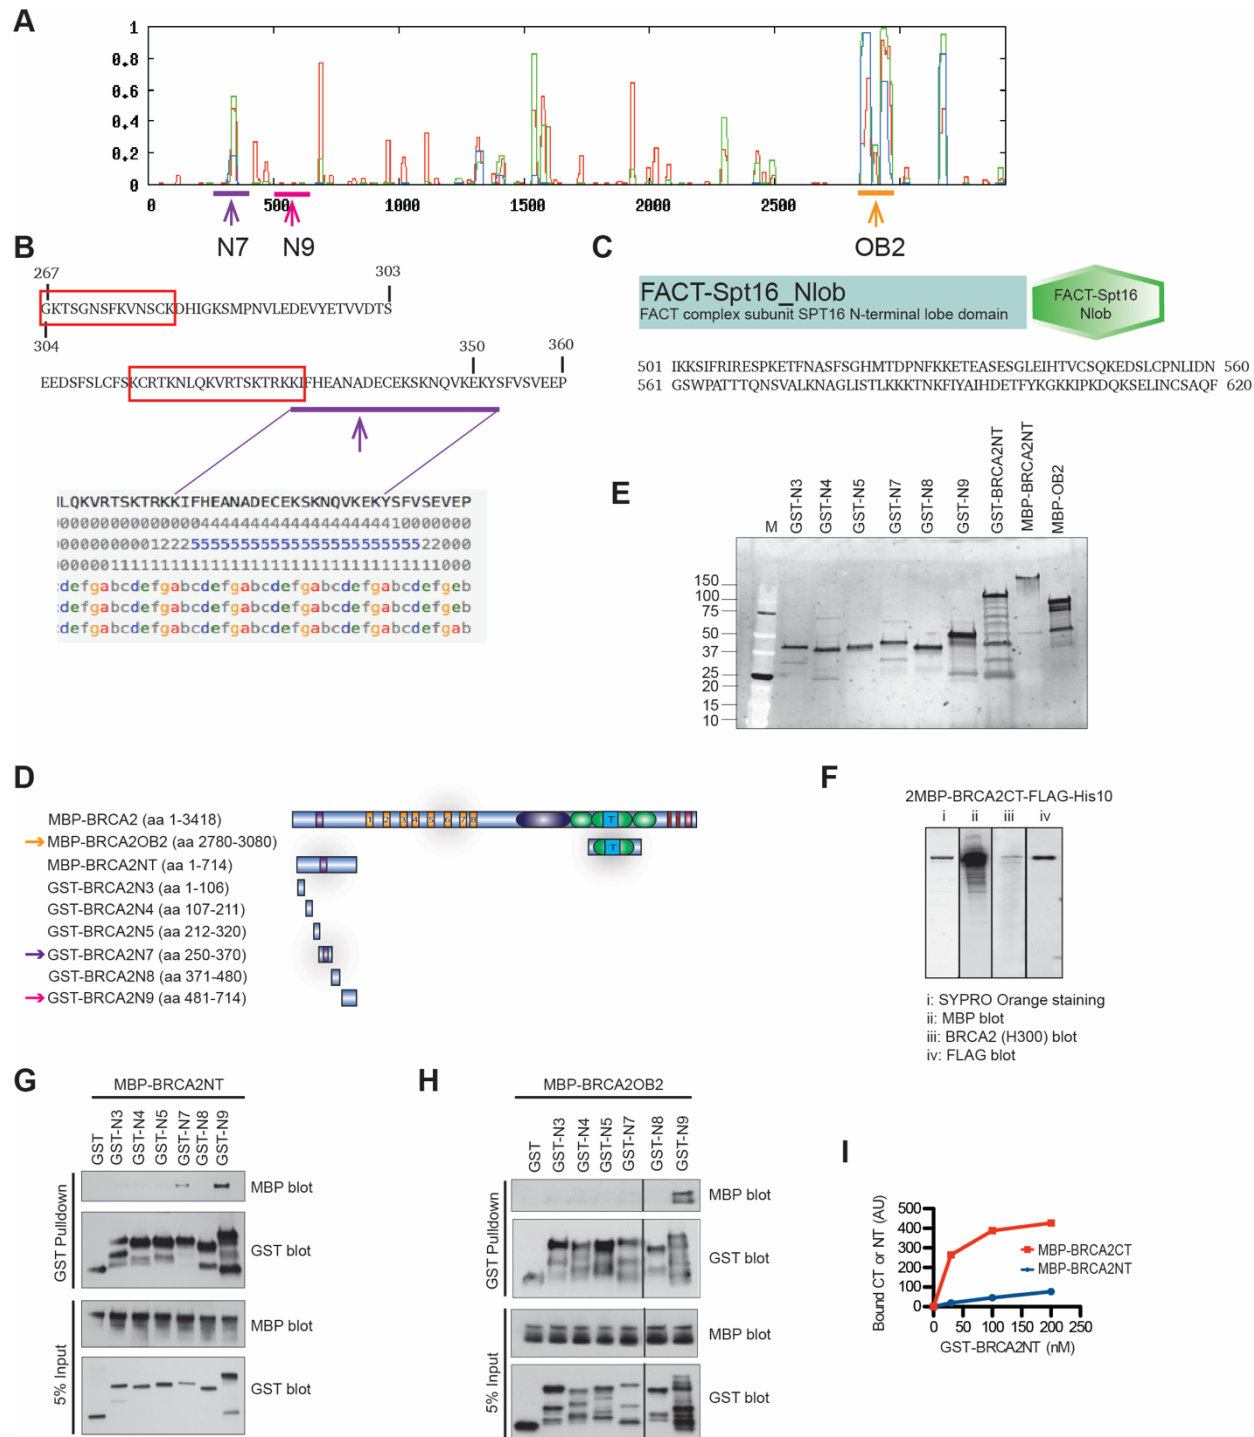 A
1
0.8
0.6
0.4
0.2
0
0 500 1000 1500 2000 2500
N7 N9 OB2
B
267 303
GKTSGNSFKVNSCKDHIGKSMPNVLEDEVYETVVDTS
304 350 360
EEDSFSLCFSKCRTKNLQKVRTSKTRKKIFHEANADECEKSKNQVKEKYSFVSVEEP
C
FACT-Spt16_Nlob
FACT complex subunit SPT16 N-terminal lobe domain
FACT-Spt16
Nlob
501 IKKSIFRIRESPKETFNASFSGHMTDPNFKKETEASESGLEIHTVCSQKEDSLCPNLIDN 560
561 GSWPATTTQNSVALKNAGLISTLKKKTNKFIYAIHDETFYKGKKIPKDQKSELINCSAQF 620
E
M GST-N3 GST-N4 GST-N5 GST-N7 GST-N8 GST-N9 GST-BRCA2NT MBP-BRCA2NT MBP-OB2
150
100
75
50
37
25
20
15
10
D
MBP-BRCA2 (aa 1-3418)
1 2 3 4 5 6 7 8 T
MBP-BRCA2OB2 (aa 2780-3080)
T
MBP-BRCA2NT (aa 1-714)
GST-BRCA2N3 (aa 1-106)
GST-BRCA2N4 (aa 107-211)
GST-BRCA2N5 (aa 212-320)
GST-BRCA2N7 (aa 250-370)
GST-BRCA2N8 (aa 371-480)
GST-BRCA2N9 (aa 481-714)
F
2MBP-BRCA2CT-FLAG-His10
i ii iii iv
i: SYPRO Orange staining
ii: MBP blot
iii: BRCA2 (H300) blot
iv: FLAG blot
G
MBP-BRCA2NT
GST GST-N3 GST-N4 GST-N5 GST-N7 GST-N8 GST-N9
GST Pulldown
MBP blot
GST blot
5% Input
MBP blot
GST blot
H
MBP-BRCA2OB2
GST GST-N3 GST-N4 GST-N5 GST-N7 GST-N8 GST-N9
GST Pulldown
MBP blot
GST blot
5% Input
MBP blot
GST blot
I
Bound CT or NT (AU)
500
400
300
200
100
0
MBP-BRCA2CT
MBP-BRCA2NT
0 50 100 150 200 250
GST-BRCA2NT (nM)